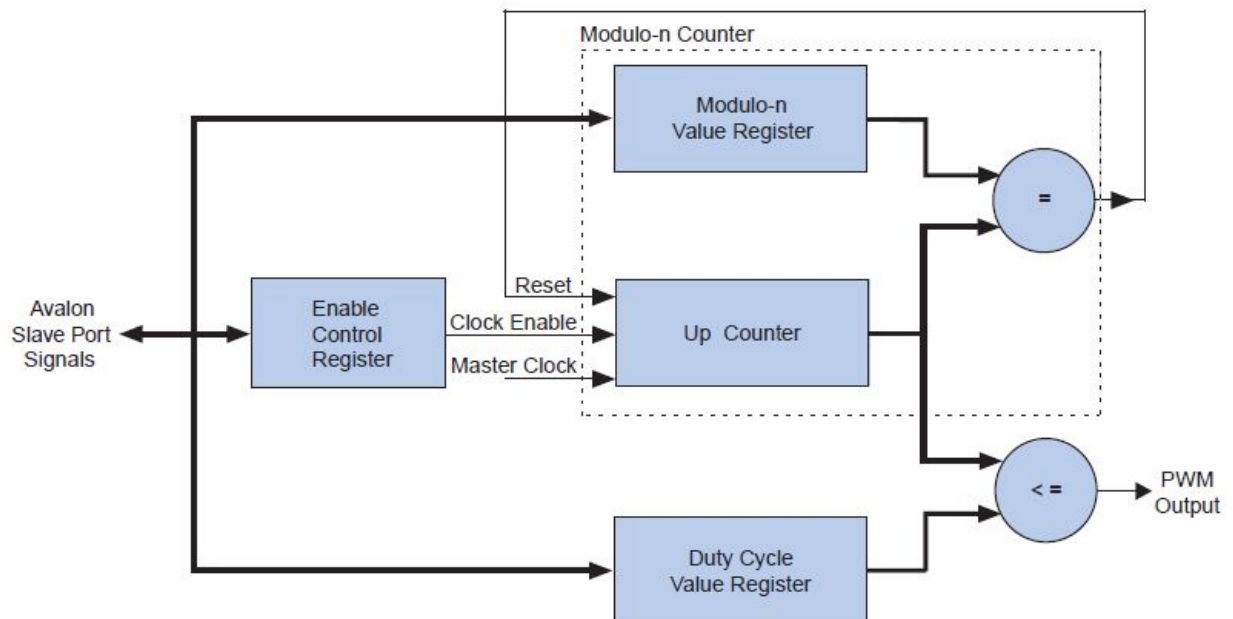 Modulo-n Counter
Modulo-n
Value Register
=
Reset
Avalon
Slave Port
Signals
Enable
Control
Register
Clock Enable
Up Counter
Master Clock
< =
PWM
Output
Duty Cycle
Value Register